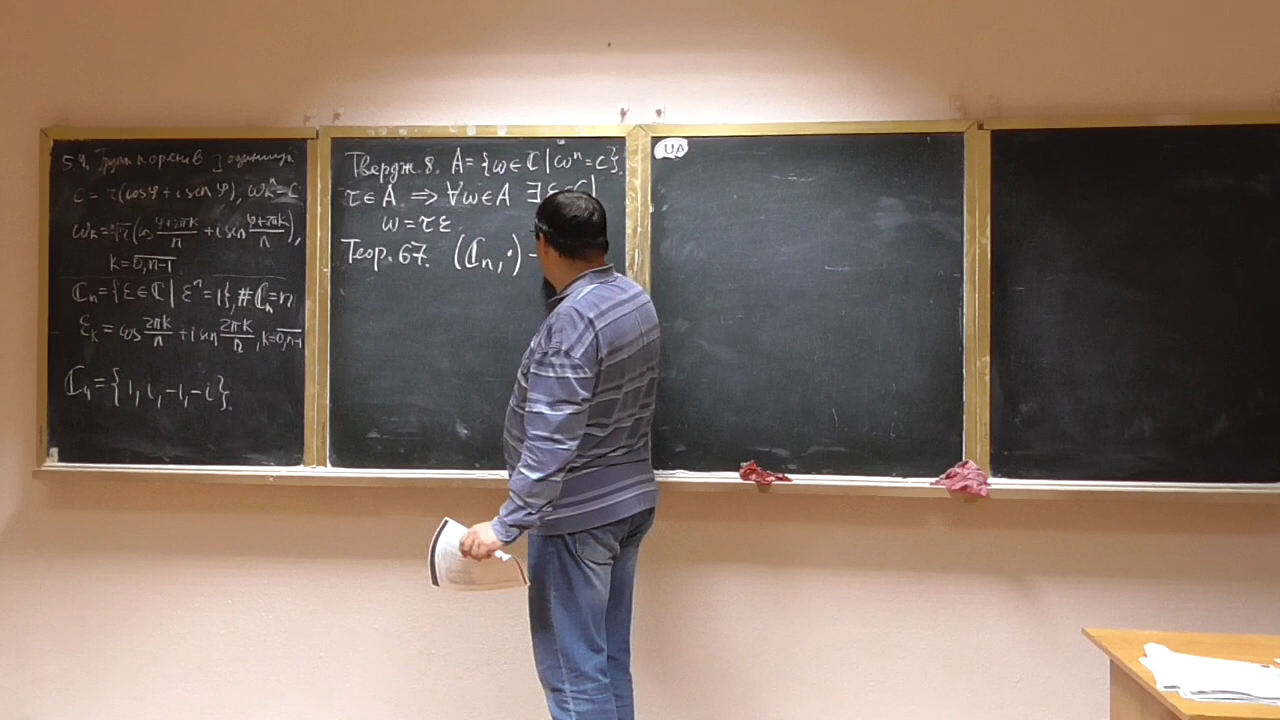 5.4. Група коренів з одиниці
c = r(cos φ + i sin φ), ωₖⁿ = c
ωₖ = ⁿ√r (cos (φ+2πk)/n + i sin (φ+2πk)/n),
k = 0,n-1
ℂₙ = {ε ∈ ℂ | εⁿ = 1}, #ℂₙ = n
εₖ = cos 2πk/n + i sin 2πk/n, k = 0,n-1
ℂ₄ = {1, i, -1, -i}.
Твердж. 8. A = {ω ∈ ℂ | ωⁿ = c}.
τ ∈ A ⇒ ∀ω ∈ A ∃
ω = τε.
Теор. 67. (ℂₙ, ·) -
UA